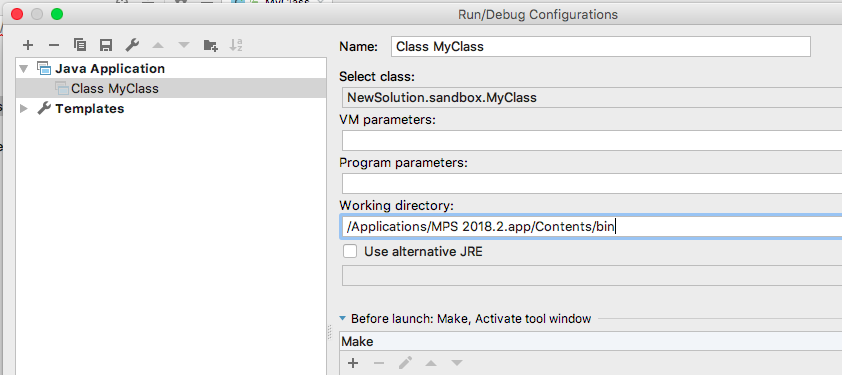 MyClass
Run/Debug Configurations
Java Application
Class MyClass
Templates
Name: Class MyClass
Select class:
NewSolution.sandbox.MyClass
VM parameters:
Program parameters:
Working directory:
/Applications/MPS 2018.2.app/Contents/bin
Use alternative JRE
Before launch: Make, Activate tool window
Make